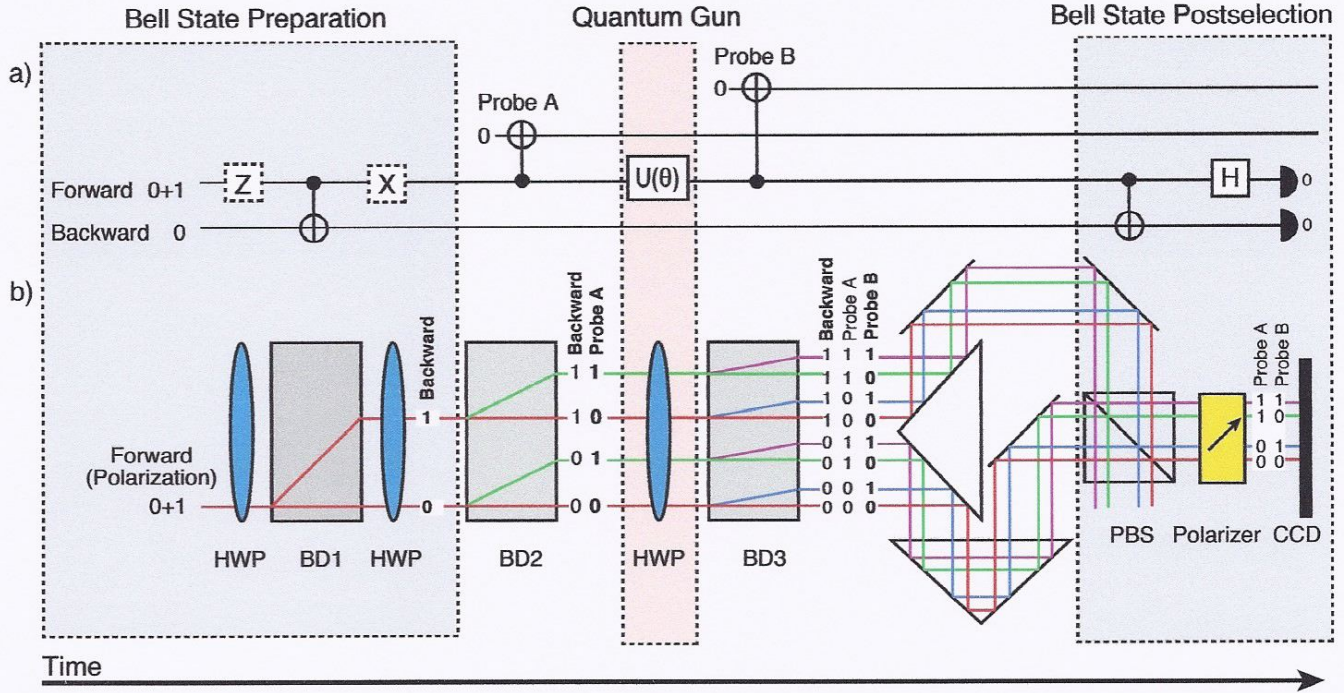 Bell State Preparation
Quantum Gun
Bell State Postselection
a)
Probe B
0
Probe A
0
Forward 0+1
Z
X
U(θ)
H
0
Backward 0
0
b)
Backward
Backward
Probe A
Backward
Probe A
Probe B
Probe A
Probe B
1 1 1
1 1
1 1 0
1 0 1
1
1 0
1 0 0
0 1 1
0 1
0 1 0
0 0 1
0
0 0
0 0 0
1 1
1 0
0 1
0 0
Forward
(Polarization)
0+1
HWP
BD1
HWP
BD2
HWP
BD3
PBS
Polarizer
CCD
Time